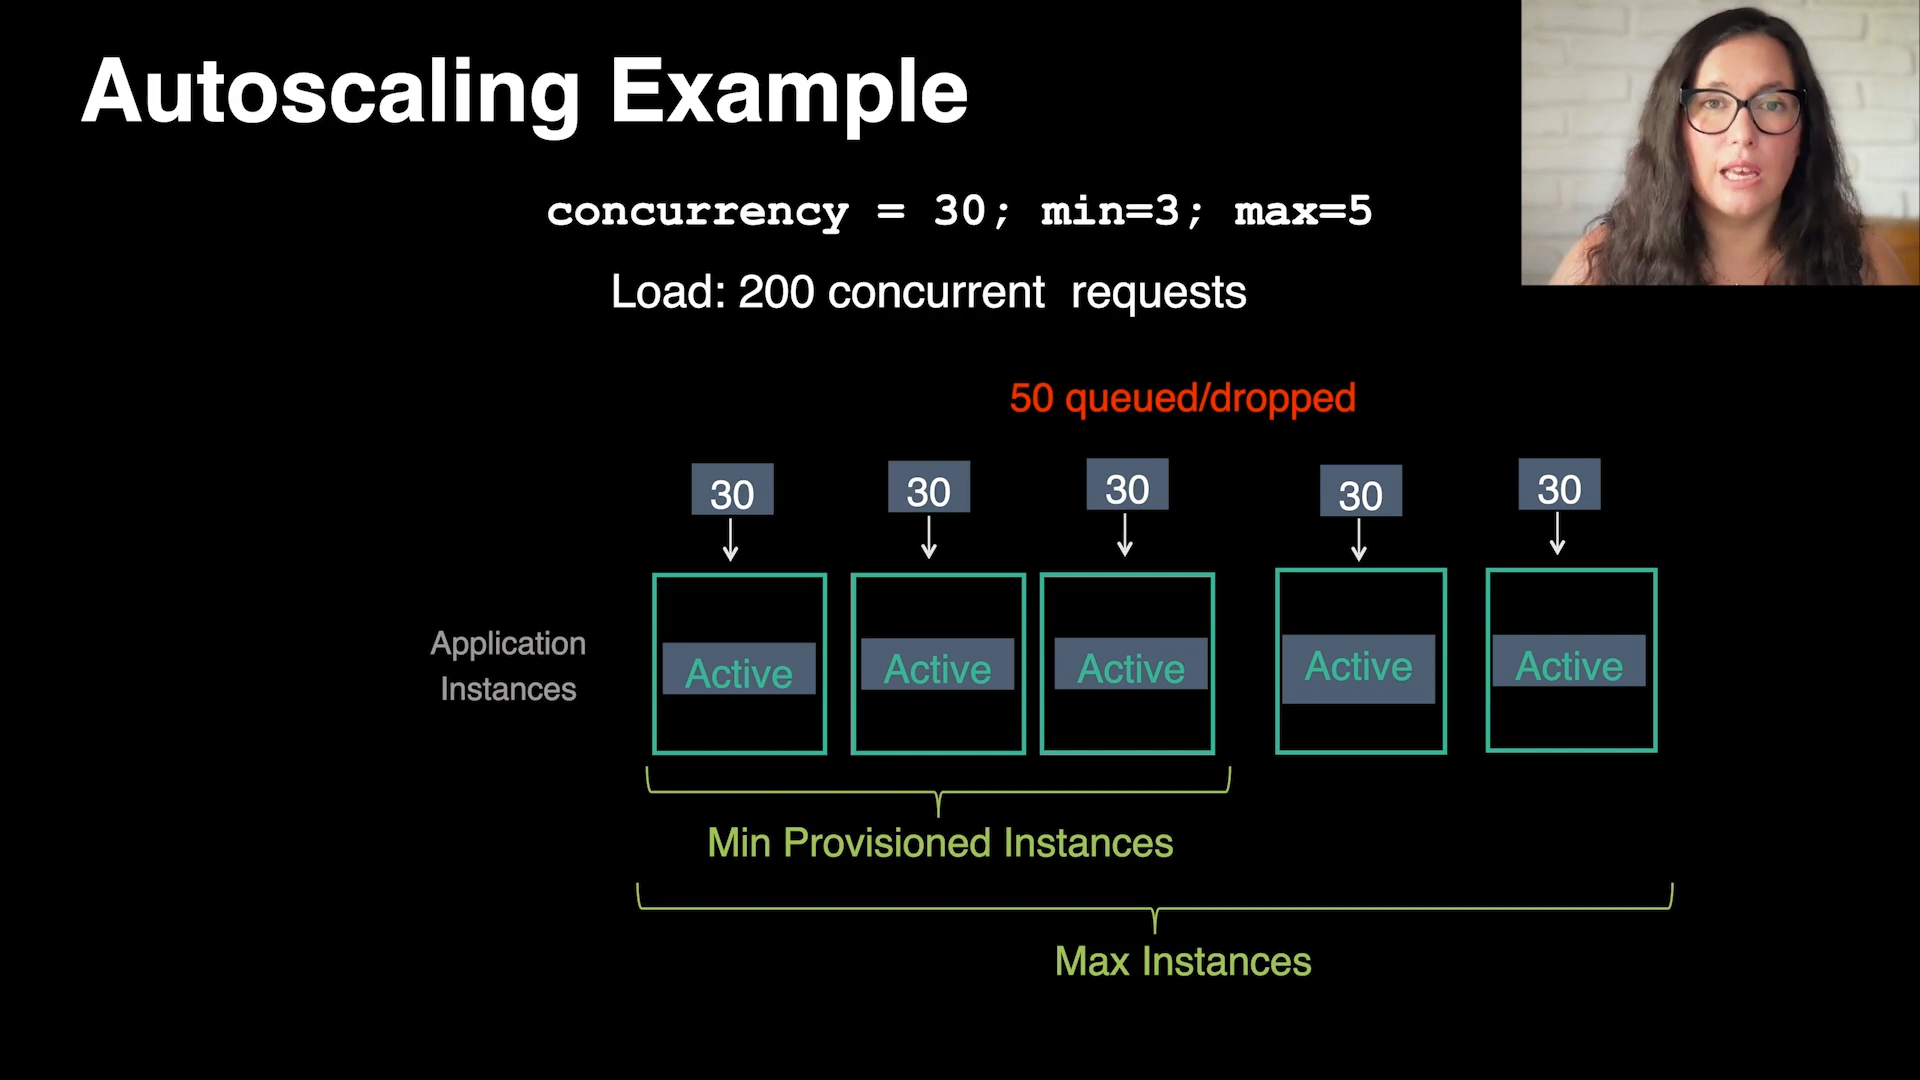 Autoscaling Example
concurrency = 30; min=3; max=5
Load: 200 concurrent requests
50 queued/dropped
30 30 30 30 30
Active Active Active Active Active
Application
Instances
Min Provisioned Instances
Max Instances